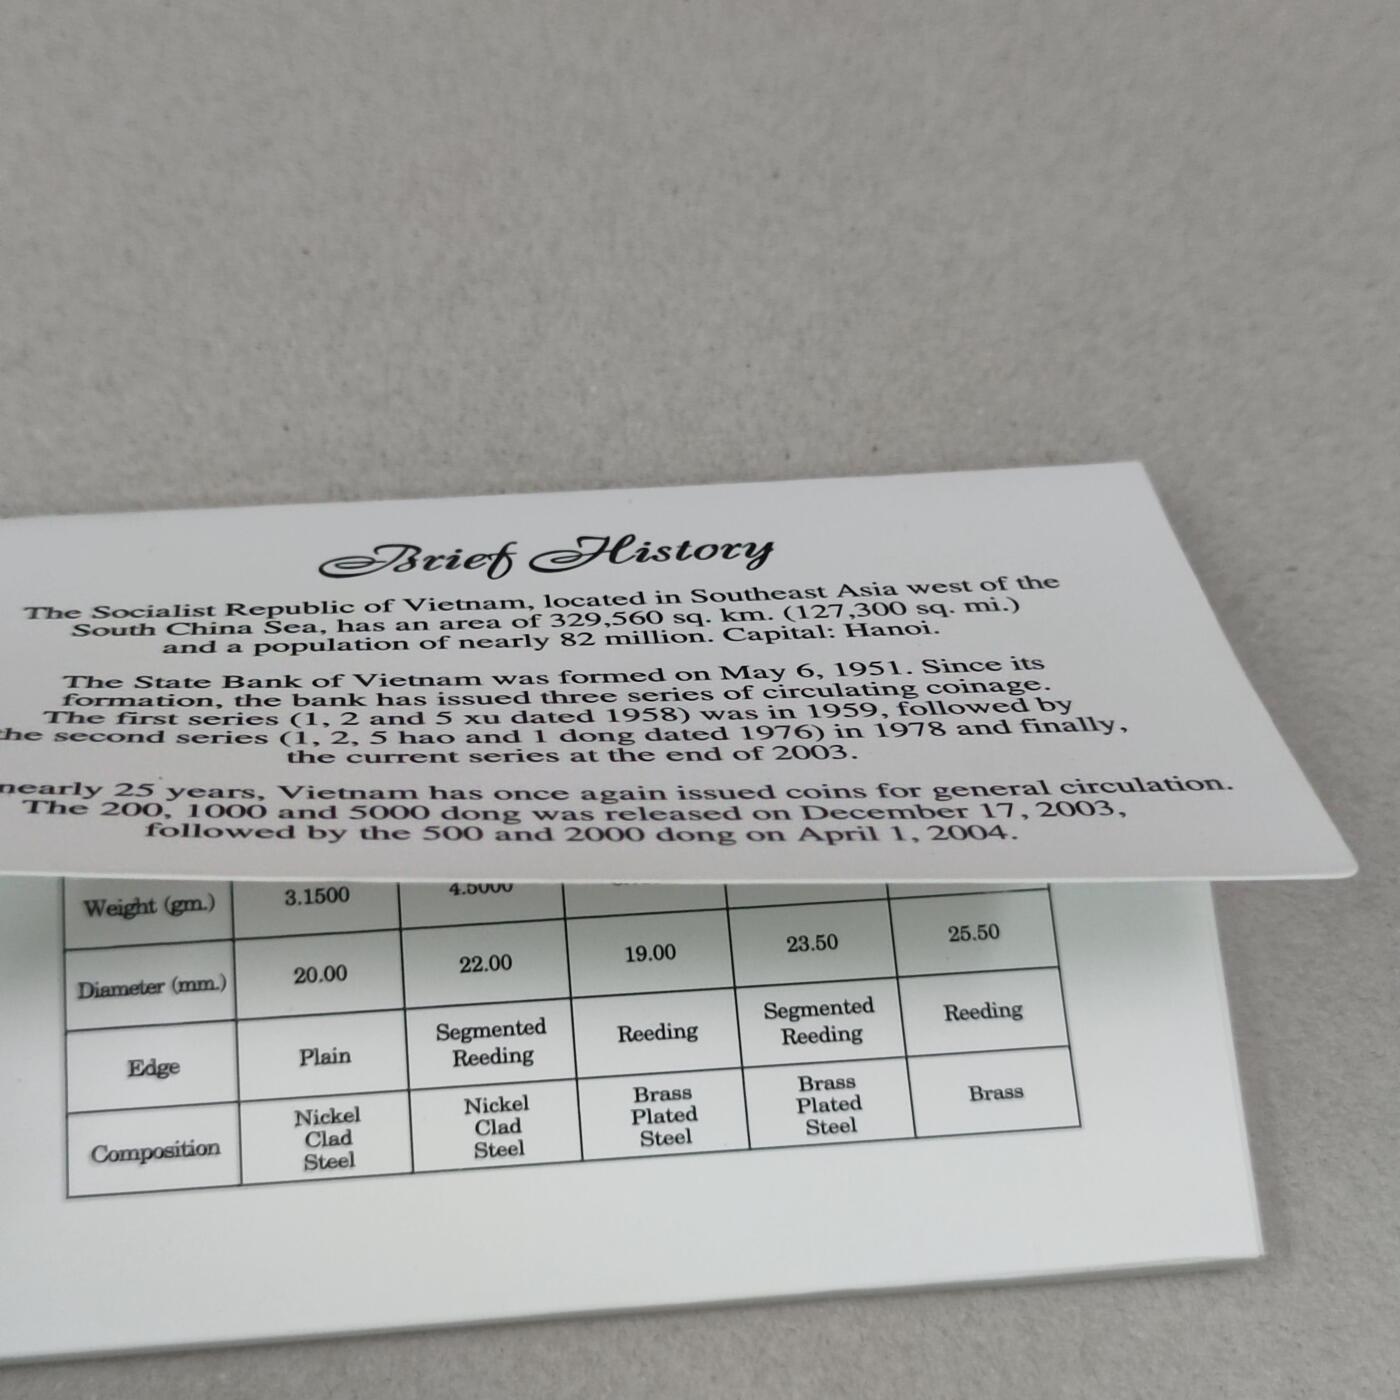 Brief History
The Socialist Republic of Vietnam, located in Southeast Asia west of the
South China Sea, has an area of 329,560 sq. km. (127,300 sq. mi.)
and a population of nearly 82 million. Capital: Hanoi.
The State Bank of Vietnam was formed on May 6, 1951. Since its
formation, the bank has issued three series of circulating coinage.
The first series (1, 2 and 5 xu dated 1958) was in 1959, followed by
the second series (1, 2, 5 hao and 1 dong dated 1976) in 1978 and finally,
the current series at the end of 2003.
nearly 25 years, Vietnam has once again issued coins for general circulation.
The 200, 1000 and 5000 dong was released on December 17, 2003,
followed by the 500 and 2000 dong on April 1, 2004.
Weight (gm.) 3.1500 4.5000
Diameter (mm.) 20.00 22.00 19.00 23.50 25.50
Edge Plain Segmented Reeding Reeding Segmented Reeding Reeding
Composition Nickel Clad Steel Nickel Clad Steel Brass Plated Steel Brass Plated Steel Brass